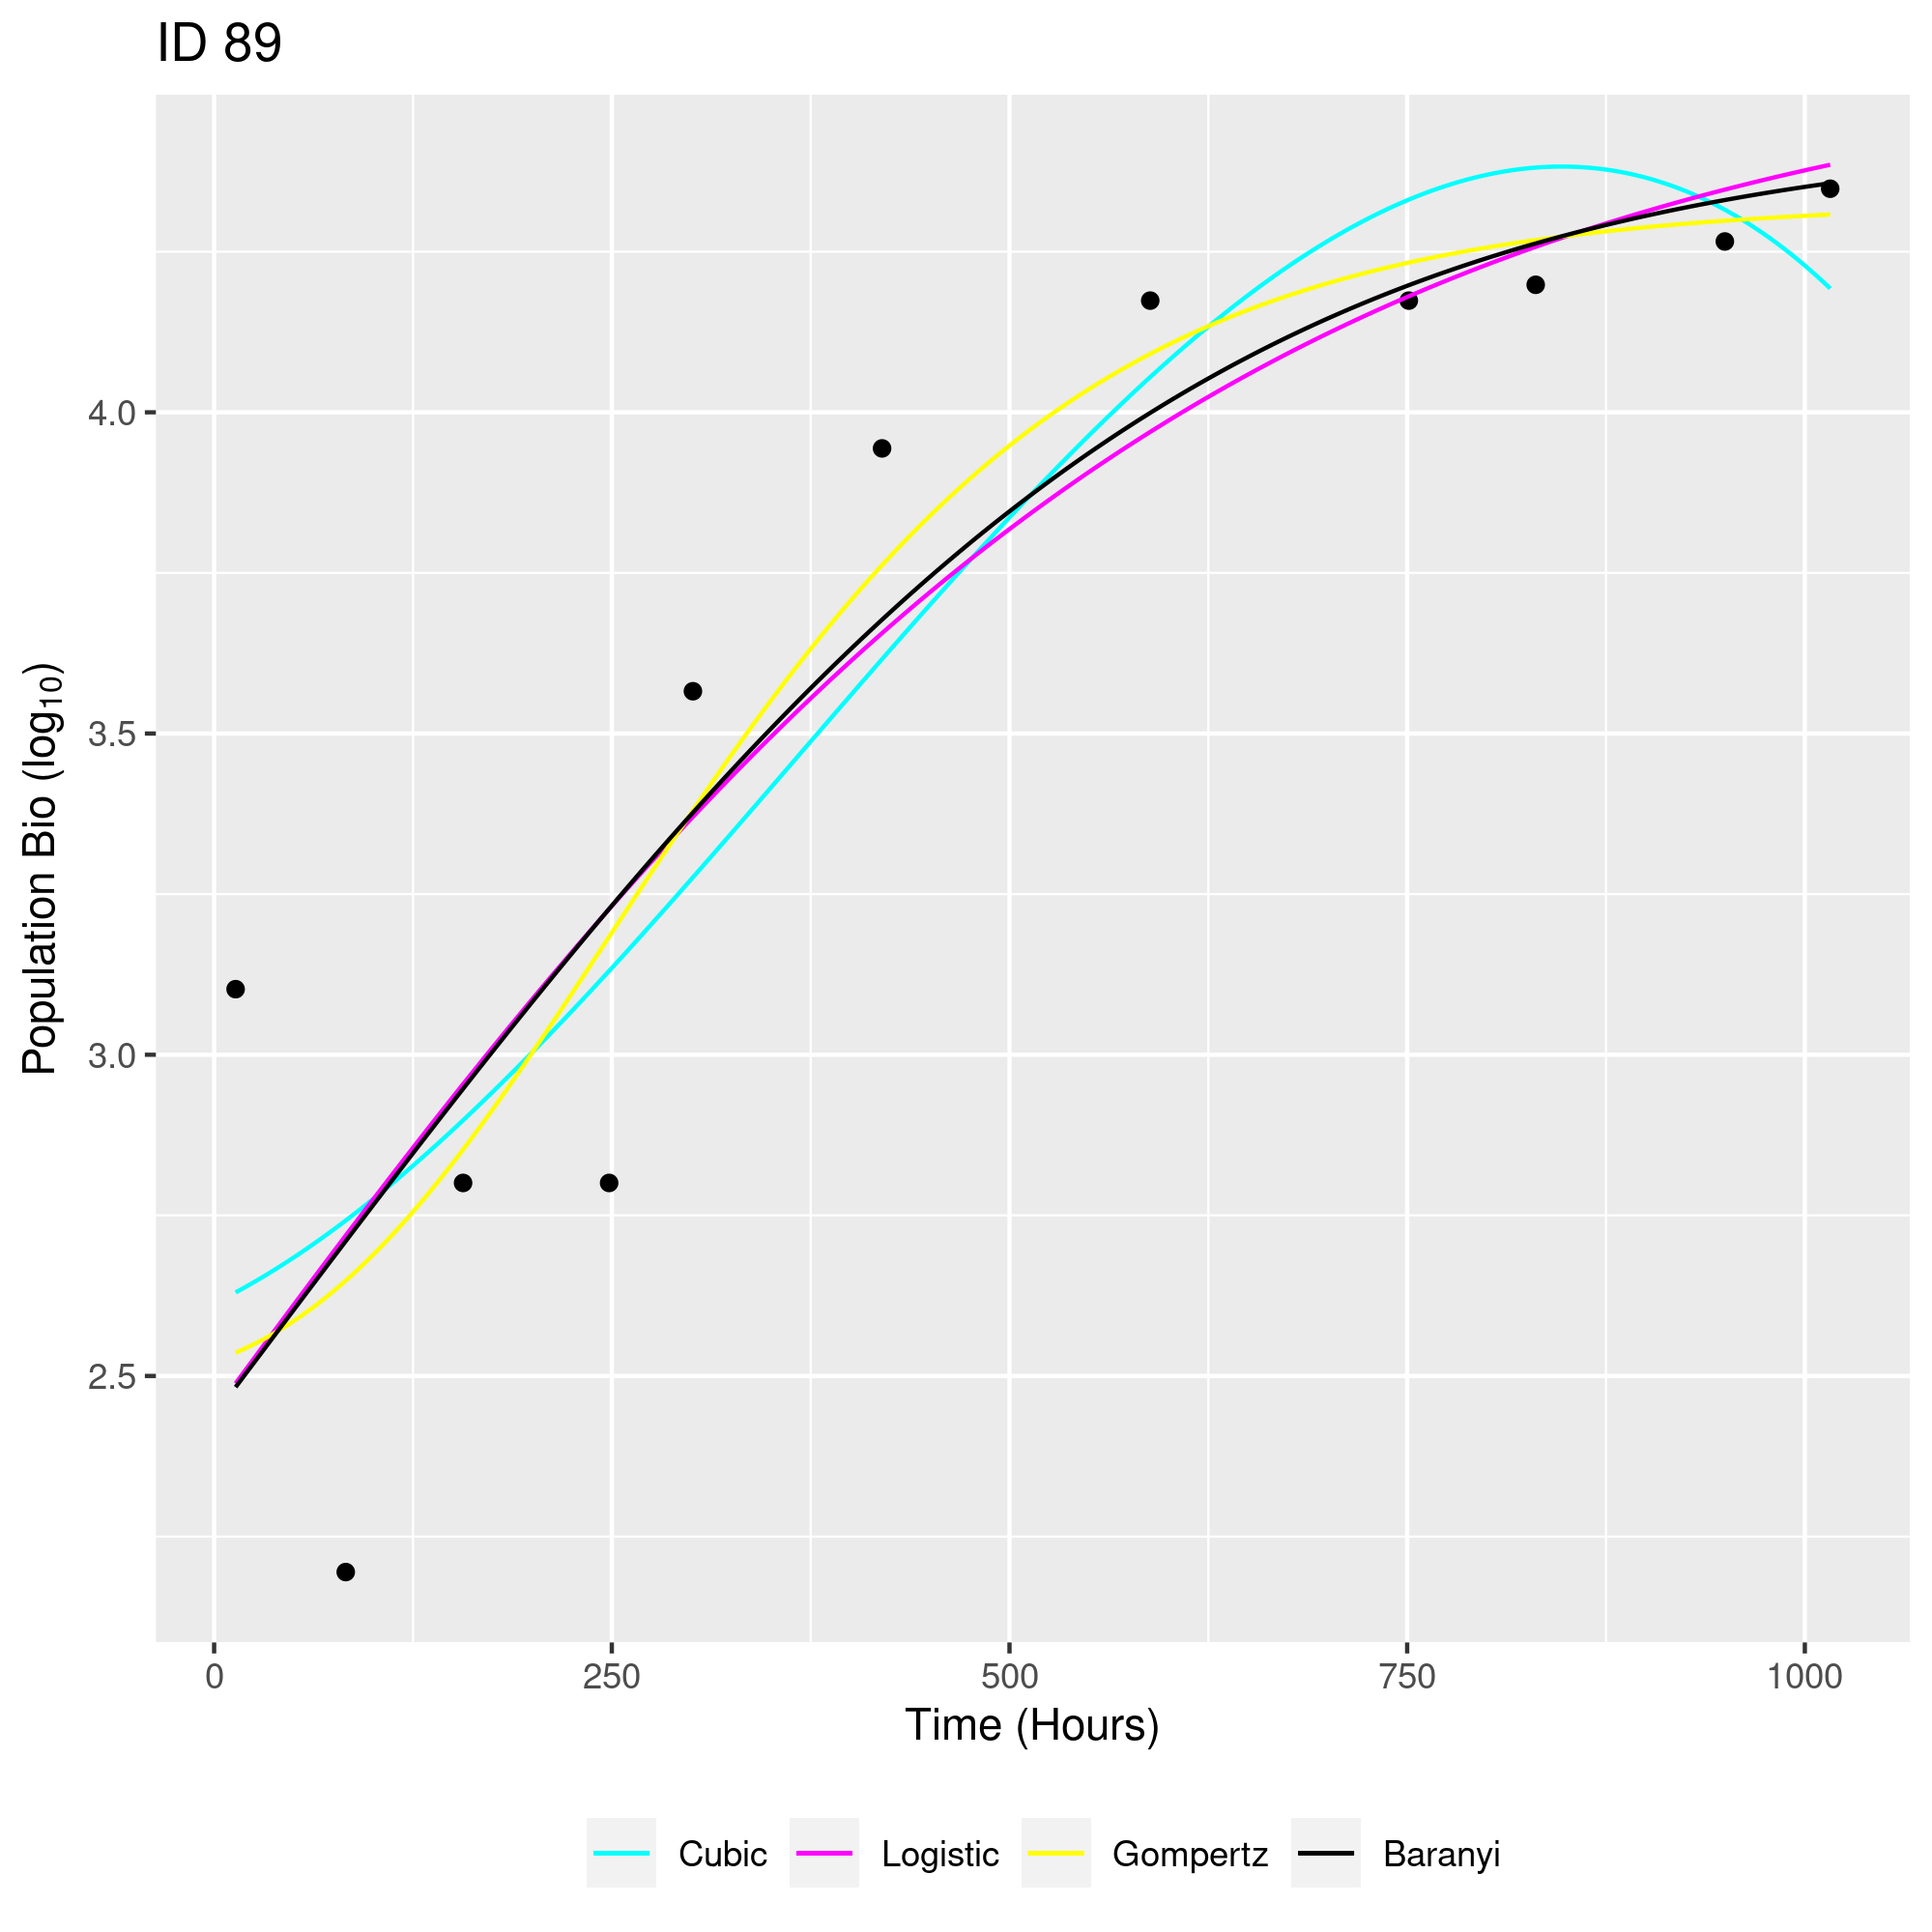 ID 89
Population Bio (log₁₀)
4.0
3.5
3.0
2.5
0 250 500 750 1000
Time (Hours)
Cubic Logistic Gompertz Baranyi